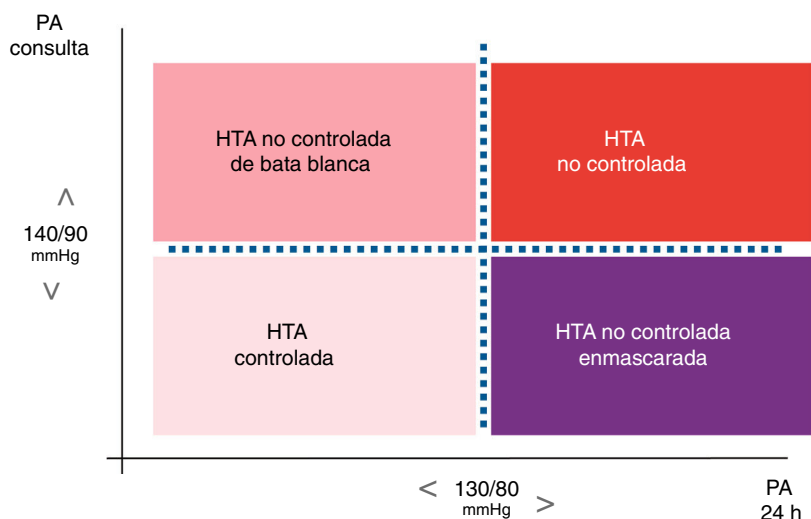 PA
consulta
HTA no controlada
de bata blanca
HTA
no controlada
>
140/90
mmHg
<
HTA
controlada
HTA no controlada
enmascarada
< 130/80 >
mmHg
PA
24 h